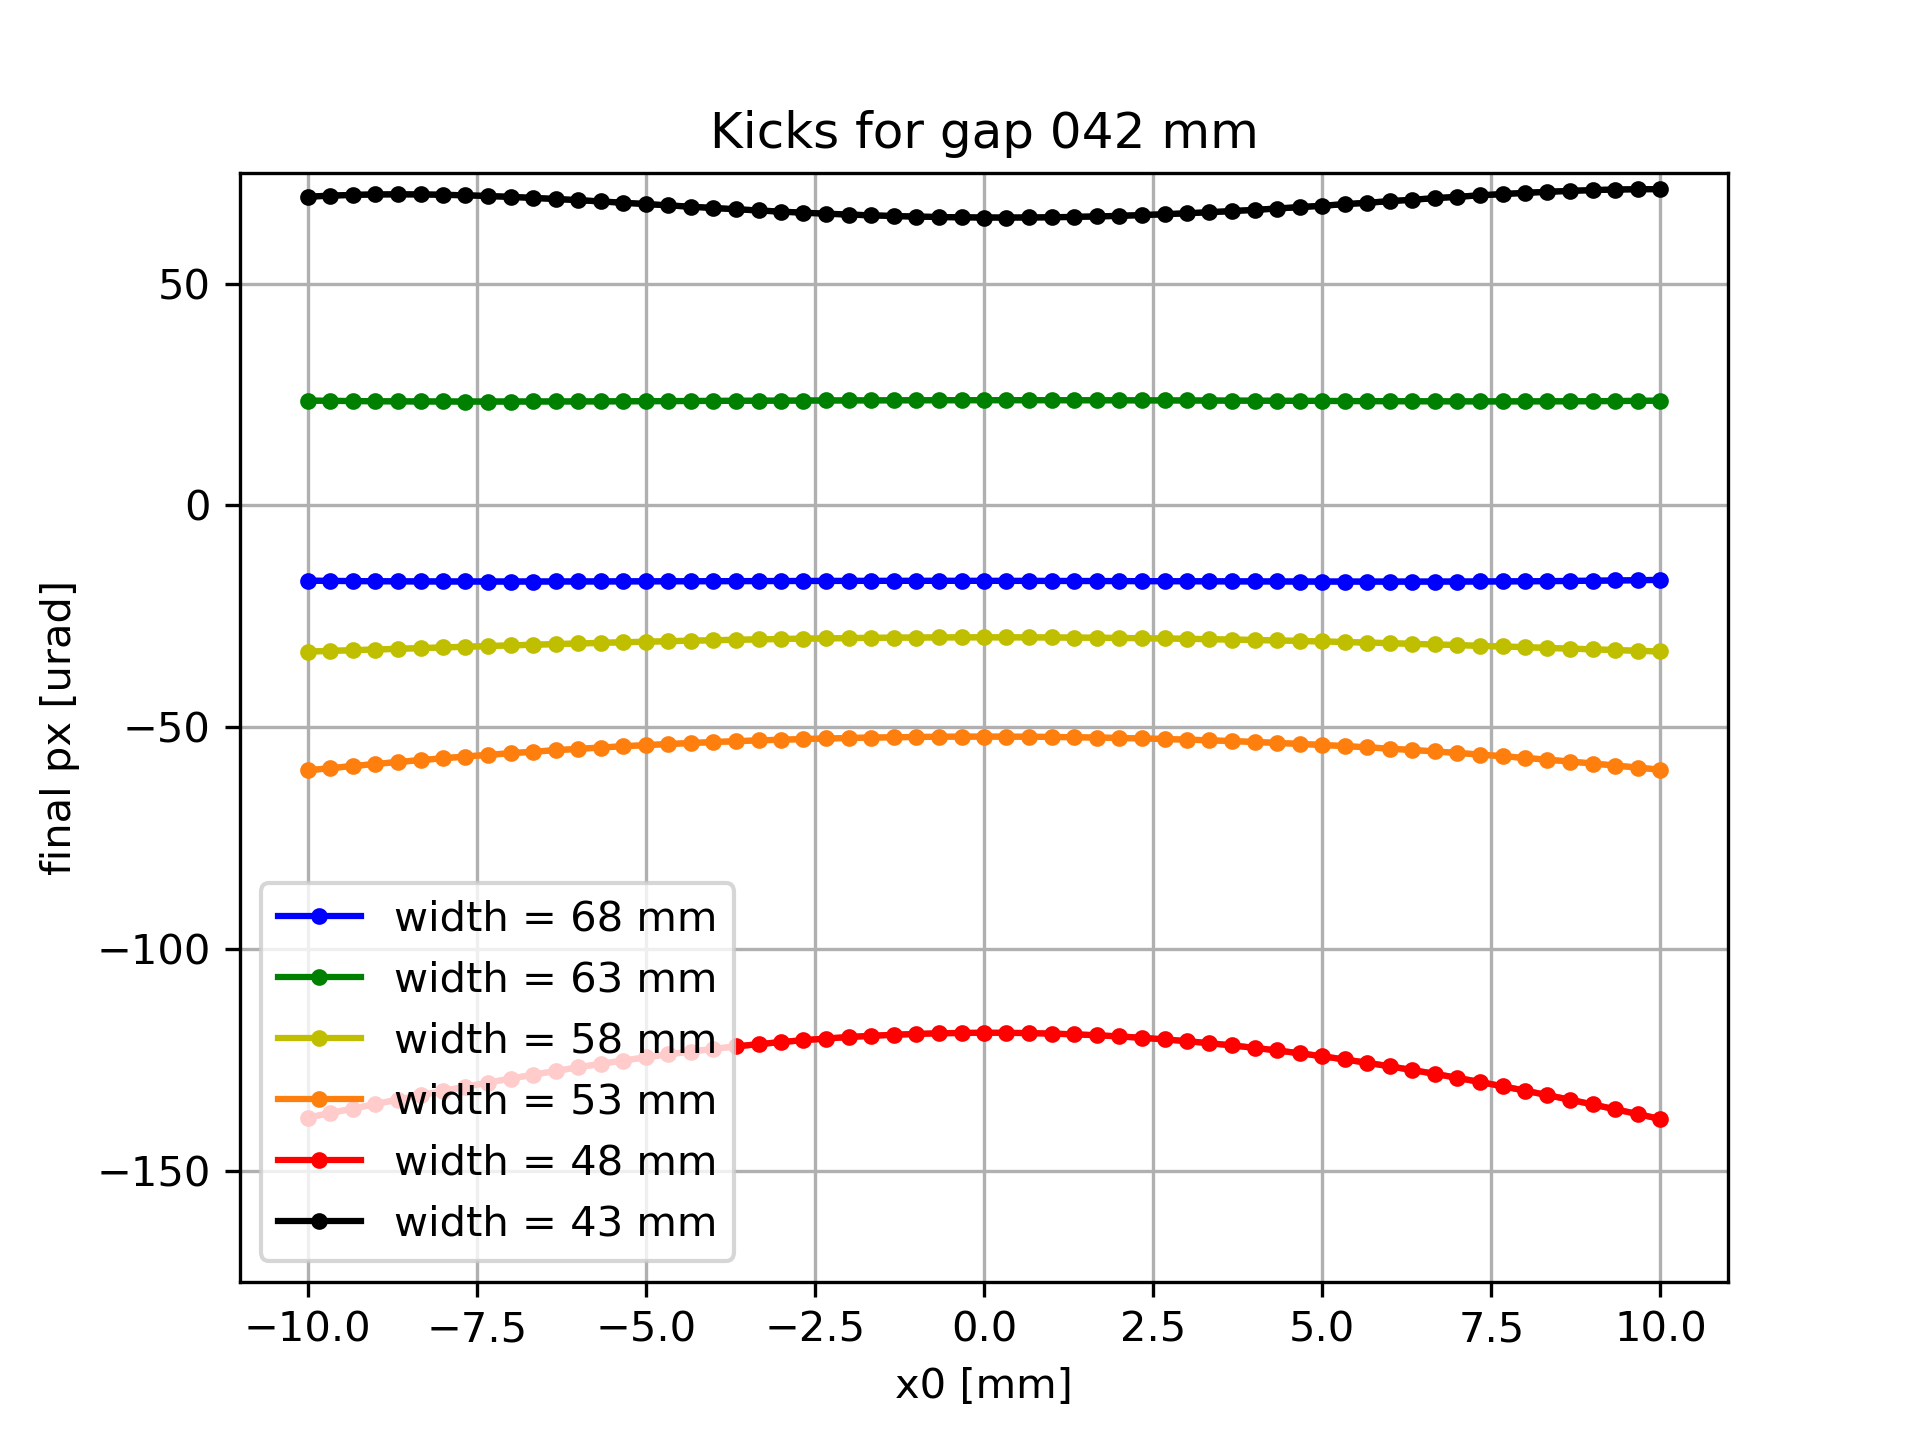 Kicks for gap 042 mm
50
0
−50
−100
−150
final px [urad]
width = 68 mm
width = 63 mm
width = 58 mm
width = 53 mm
width = 48 mm
width = 43 mm
−10.0 −7.5 −5.0 −2.5 0.0 2.5 5.0 7.5 10.0
x0 [mm]